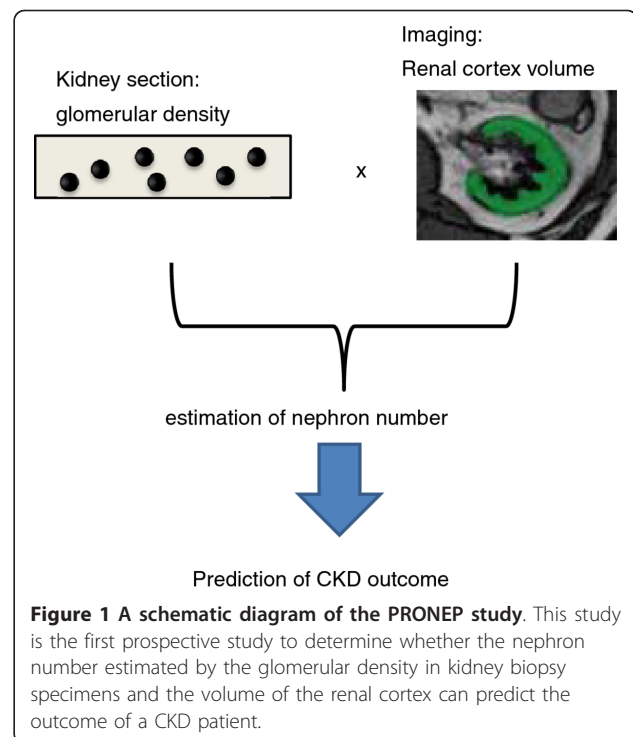 Kidney section:
glomerular density
Imaging:
Renal cortex volume
x
estimation of nephron number
Prediction of CKD outcome
Figure 1 A schematic diagram of the PRONEP study. This study
is the first prospective study to determine whether the nephron
number estimated by the glomerular density in kidney biopsy
specimens and the volume of the renal cortex can predict the
outcome of a CKD patient.